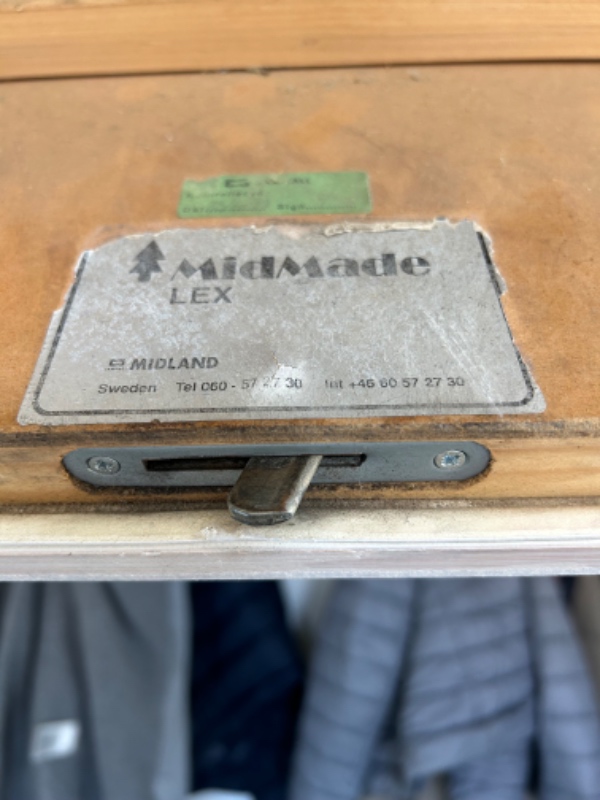 MidMade
LEX
MIDLAND
Sweden Tel 060 - 57 27 30 Int +46 60 57 27 30